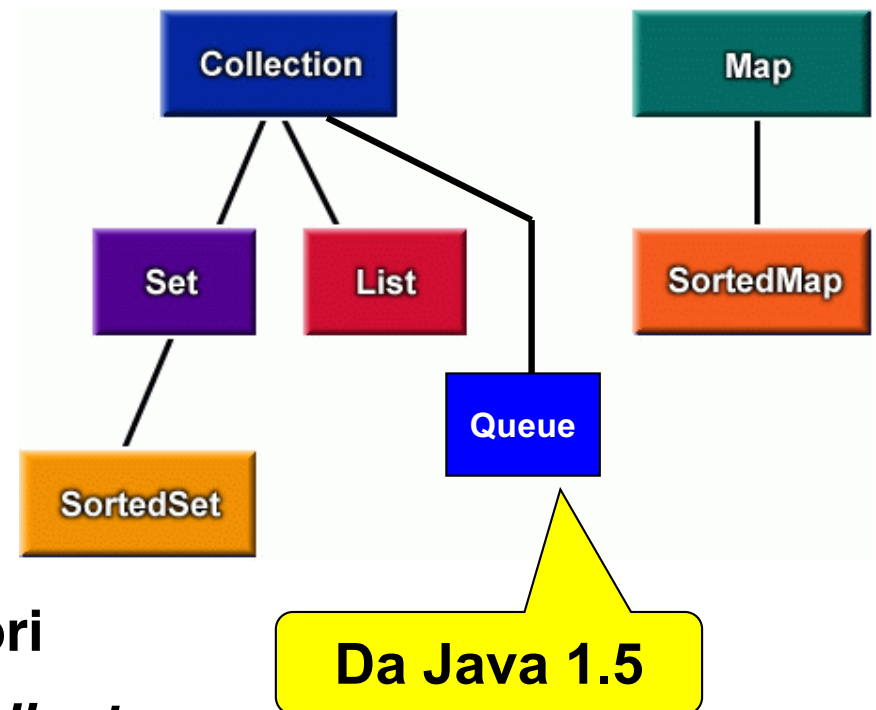 Collection
Map
Set
List
SortedMap
Queue
SortedSet
Da Java 1.5